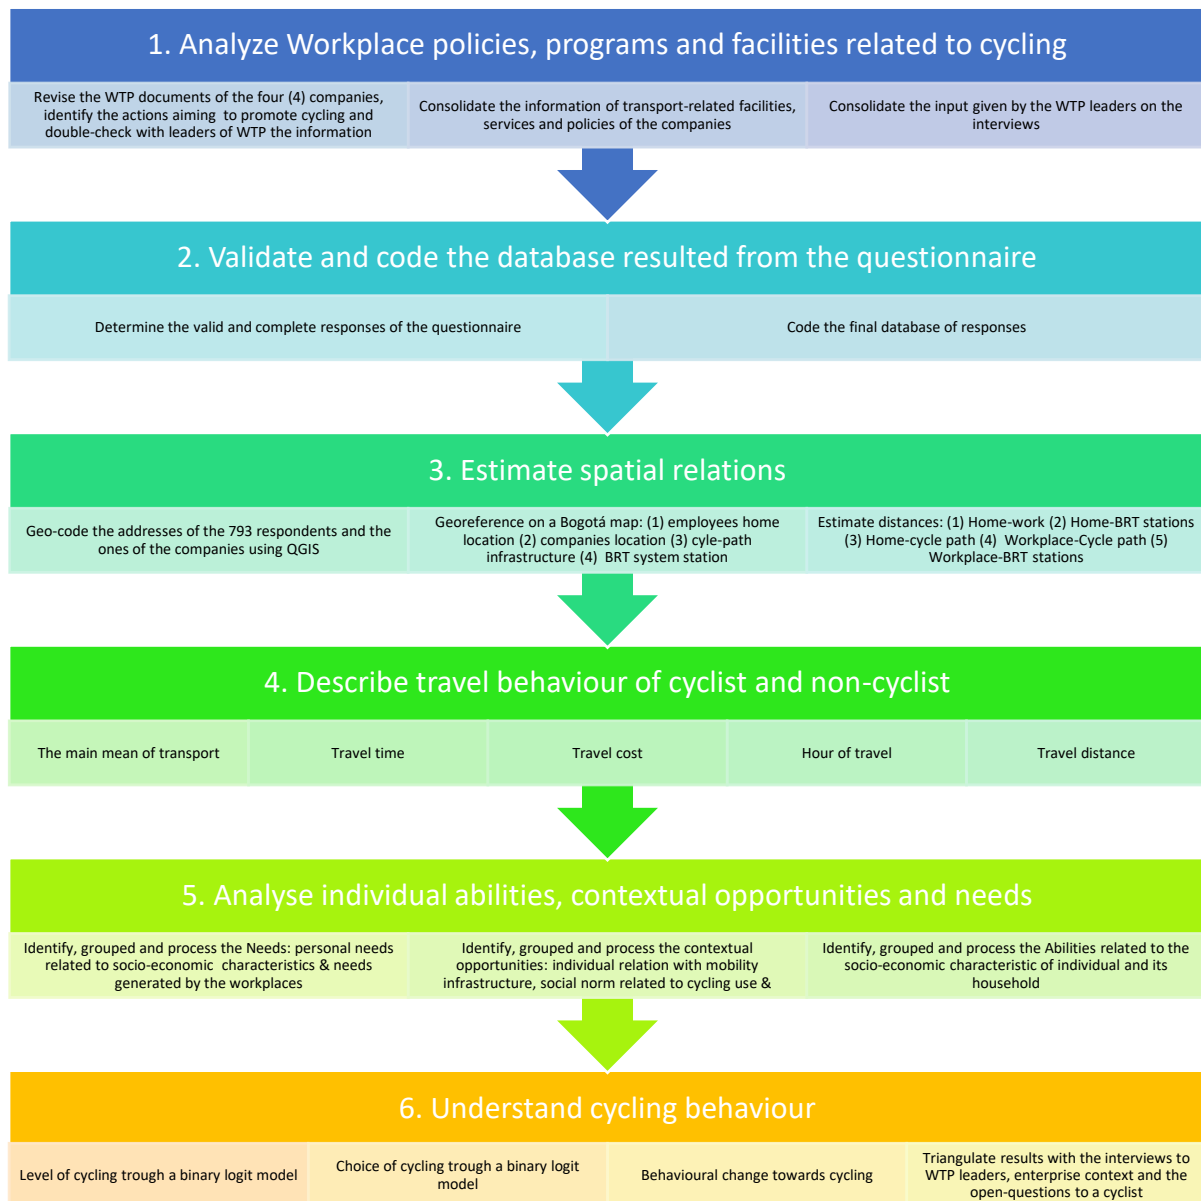 1. Analyze Workplace policies, programs and facilities related to cycling
Revise the WTP documents of the four (4) companies,
identify the actions aiming to promote cycling and
double-check with leaders of WTP the information
Consolidate the information of transport-related facilities,
services and policies of the companies
Consolidate the input given by the WTP leaders on the
interviews
2. Validate and code the database resulted from the questionnaire
Determine the valid and complete responses of the questionnaire
Code the final database of responses
3. Estimate spatial relations
Geo-code the addresses of the 793 respondents and the
ones of the companies using QGIS
Georeference on a Bogotá map: (1) employees home
location (2) companies location (3) cyle-path
infrastructure (4) BRT system station
Estimate distances: (1) Home-work (2) Home-BRT stations
(3) Home-cycle path (4) Workplace-Cycle path (5)
Workplace-BRT stations
4. Describe travel behaviour of cyclist and non-cyclist
The main mean of transport
Travel time
Travel cost
Hour of travel
Travel distance
5. Analyse individual abilities, contextual opportunities and needs
Identify, grouped and process the Needs: personal needs
related to socio-economic characteristics & needs
generated by the workplaces
Identify, grouped and process the contextual
opportunities: individual relation with mobility
infrastructure, social norm related to cycling use &
Identify, grouped and process the Abilities related to the
socio-economic characteristic of individual and its
household
6. Understand cycling behaviour
Level of cycling trough a binary logit model
Choice of cycling trough a binary logit
model
Behavioural change towards cycling
Triangulate results with the interviews to
WTP leaders, enterprise context and the
open-questions to a cyclist